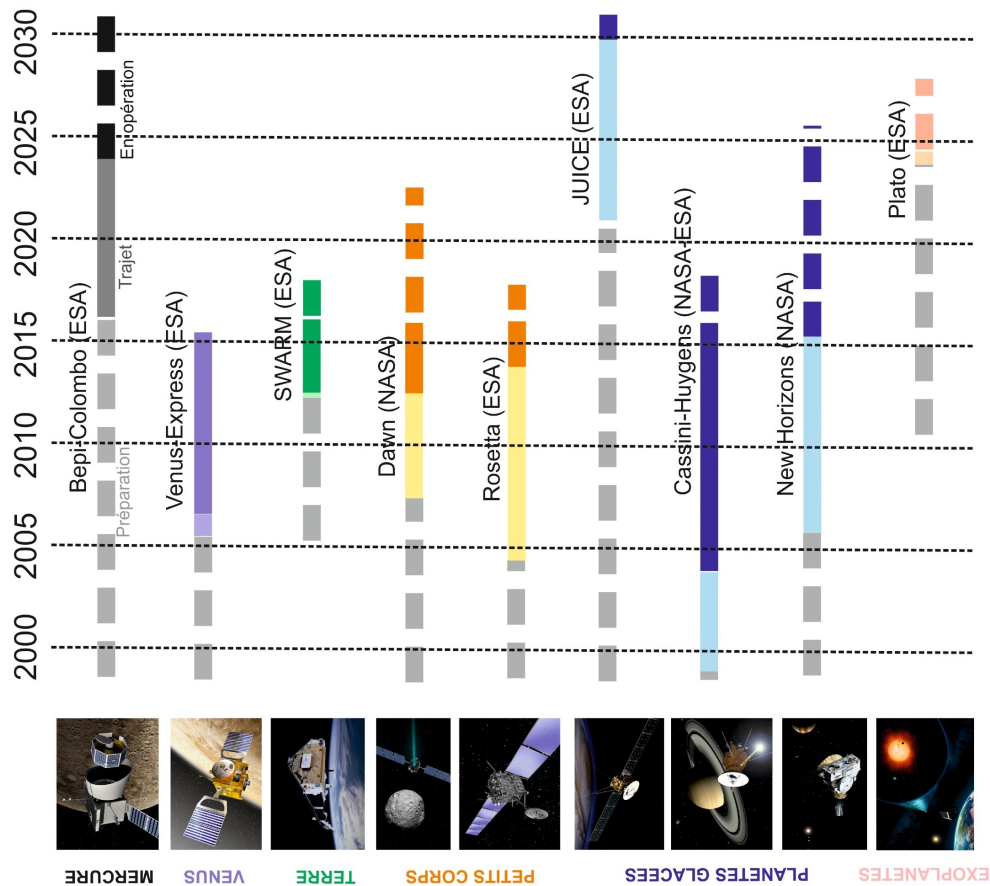 2030
2025
2020
2015
2010
2005
2000
Bepi-Colombo (ESA)
Préparation
Trajet
En opération
Venus-Express (ESA)
SWARM (ESA)
Dawn (NASA)
Rosetta (ESA)
JUICE (ESA)
Cassini-Huygens (NASA-ESA)
New Horizons (NASA)
Plato (ESA)
MERCURE
VENUS
TERRE
PETITS CORPS
PLANETES GLACEES
EXOPLANETES